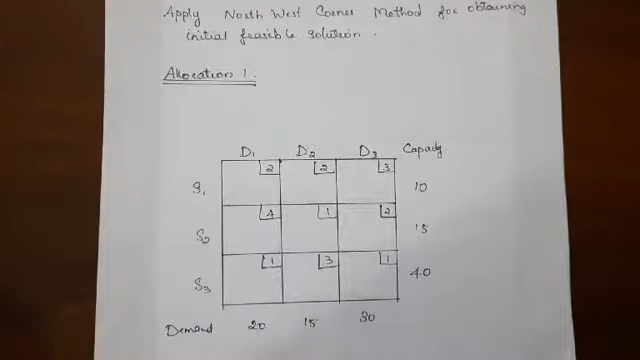 Apply North West Corner Method for obtaining
initial feasible solution.
Allocation 1.
D1 D2 D3 Capacity
S1 2 2 3 10
S2 4 1 2 15
S3 1 3 1 40
Demand 20 15 30